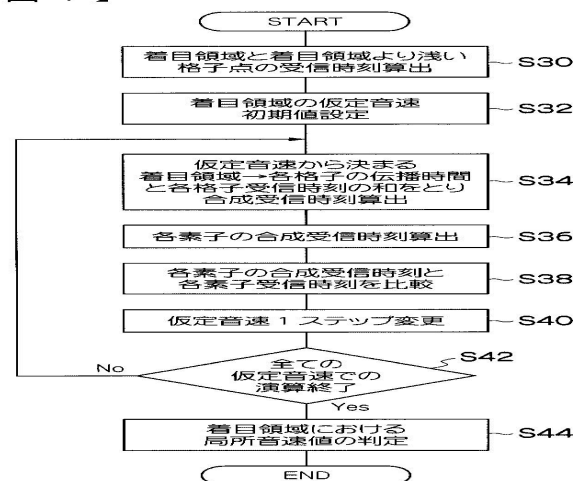 START
着目領域と着目領域より浅い
格子点の受信時刻算出
S30
着目領域の仮定音速
初期値設定
S32
仮定音速から決まる
着目領域→各格子の伝播時間
と各格子受信時刻の和をとり
合成受信時刻算出
S34
各素子の合成受信時刻算出
S36
各素子の合成受信時刻と
各素子受信時刻を比較
S38
仮定音速1ステップ変更
S40
全ての
仮定音速での
演算終了
S42
No
Yes
着目領域における
局所音速値の判定
S44
END